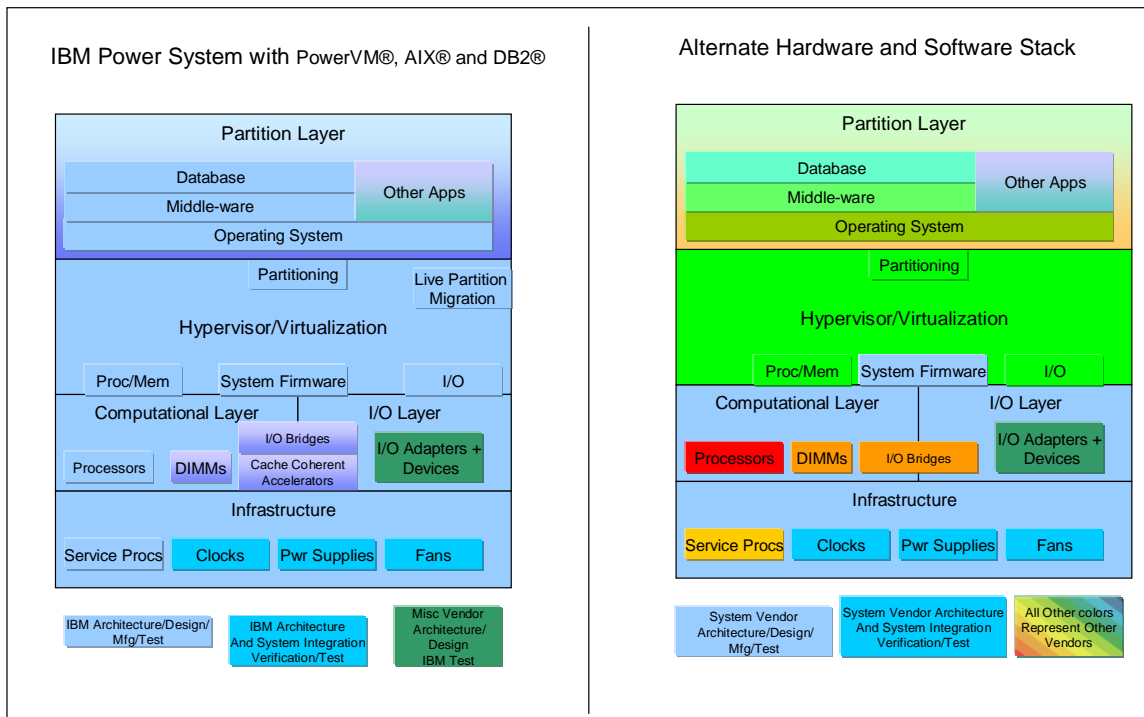 IBM Power System with PowerVM®, AIX® and DB2®
Partition Layer
Database
Middle-ware
Operating System
Other Apps
Partitioning
Live Partition
Migration
Hypervisor/Virtualization
Proc/Mem
System Firmware
I/O
Computational Layer
I/O Layer
Processors
DIMMs
I/O Bridges
Cache Coherent
Accelerators
I/O Adapters +
Devices
Infrastructure
Service Procs
Clocks
Pwr Supplies
Fans
IBM Architecture/Design/
Mfg/Test
IBM Architecture
And System Integration
Verification/Test
Misc Vendor
Architecture/
Design
IBM Test
Alternate Hardware and Software Stack
Partition Layer
Database
Middle-ware
Operating System
Other Apps
Partitioning
Hypervisor/Virtualization
Proc/Mem
System Firmware
I/O
Computational Layer
I/O Layer
Processors
DIMMs
I/O Bridges
I/O Adapters +
Devices
Infrastructure
Service Procs
Clocks
Pwr Supplies
Fans
System Vendor
Architecture/Design/
Mfg/Test
System Vendor Architecture
And System Integration
Verification/Test
All Other colors
Represent Other
Vendors